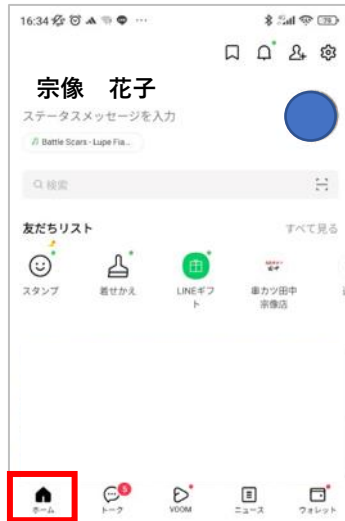 16:34
79
宗像 花子
ステータスメッセージを入力
Battle Scars - Lupe Fia...
検索
友だちリスト
すべて見る
スタンプ
着せかえ
LINEギフト
串カツ田中
宗像店
ホーム
トーク
VOOM
ニュース
ウォレット